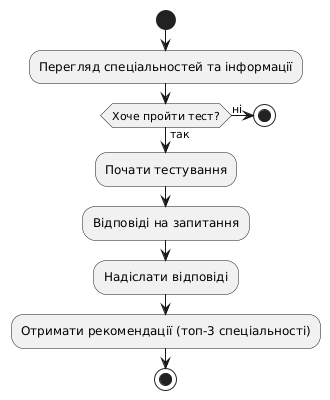 Перегляд спеціальностей та інформації
Хоче пройти тест?
ні
так
Почати тестування
Відповіді на запитання
Надіслати відповіді
Отримати рекомендації (топ-3 спеціальності)